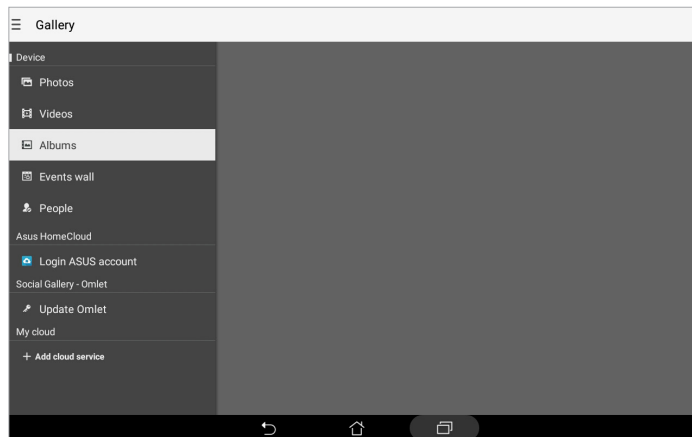 Gallery
Device
Photos
Videos
Albums
Events wall
People
Asus HomeCloud
Login ASUS account
Social Gallery - Omlet
Update Omlet
My cloud
+ Add cloud service